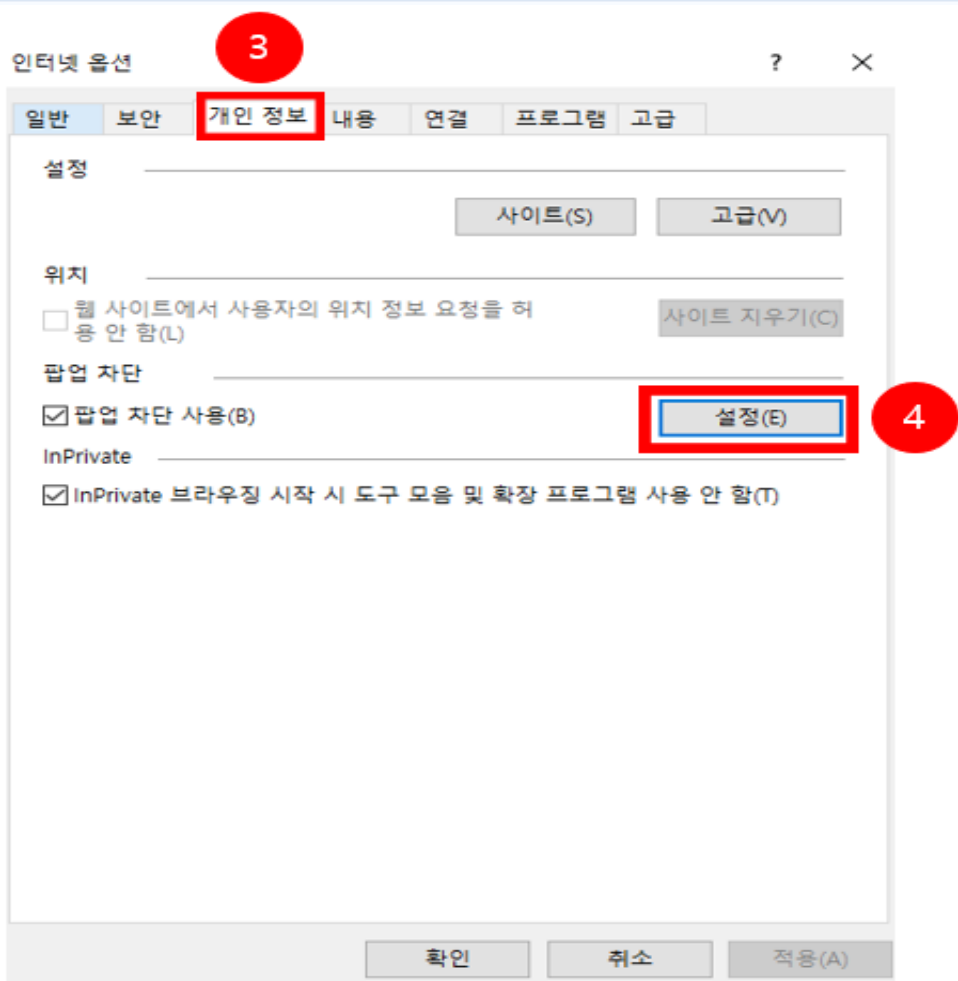 3
인터넷 옵션 ?
일반 보안 개인 정보 내용 연결 프로그램 고급
설정
사이트(S) 고급(V)
위치
웹 사이트에서 사용자의 위치 정보 요청을 허
용 안 함(L)
사이트 지우기(C)
팝업 차단
팝업 차단 사용(B) 설정(E) 4
InPrivate
InPrivate 브라우징 시작 시 도구 모음 및 확장 프로그램 사용 안 함(T)
확인 취소 적용(A)